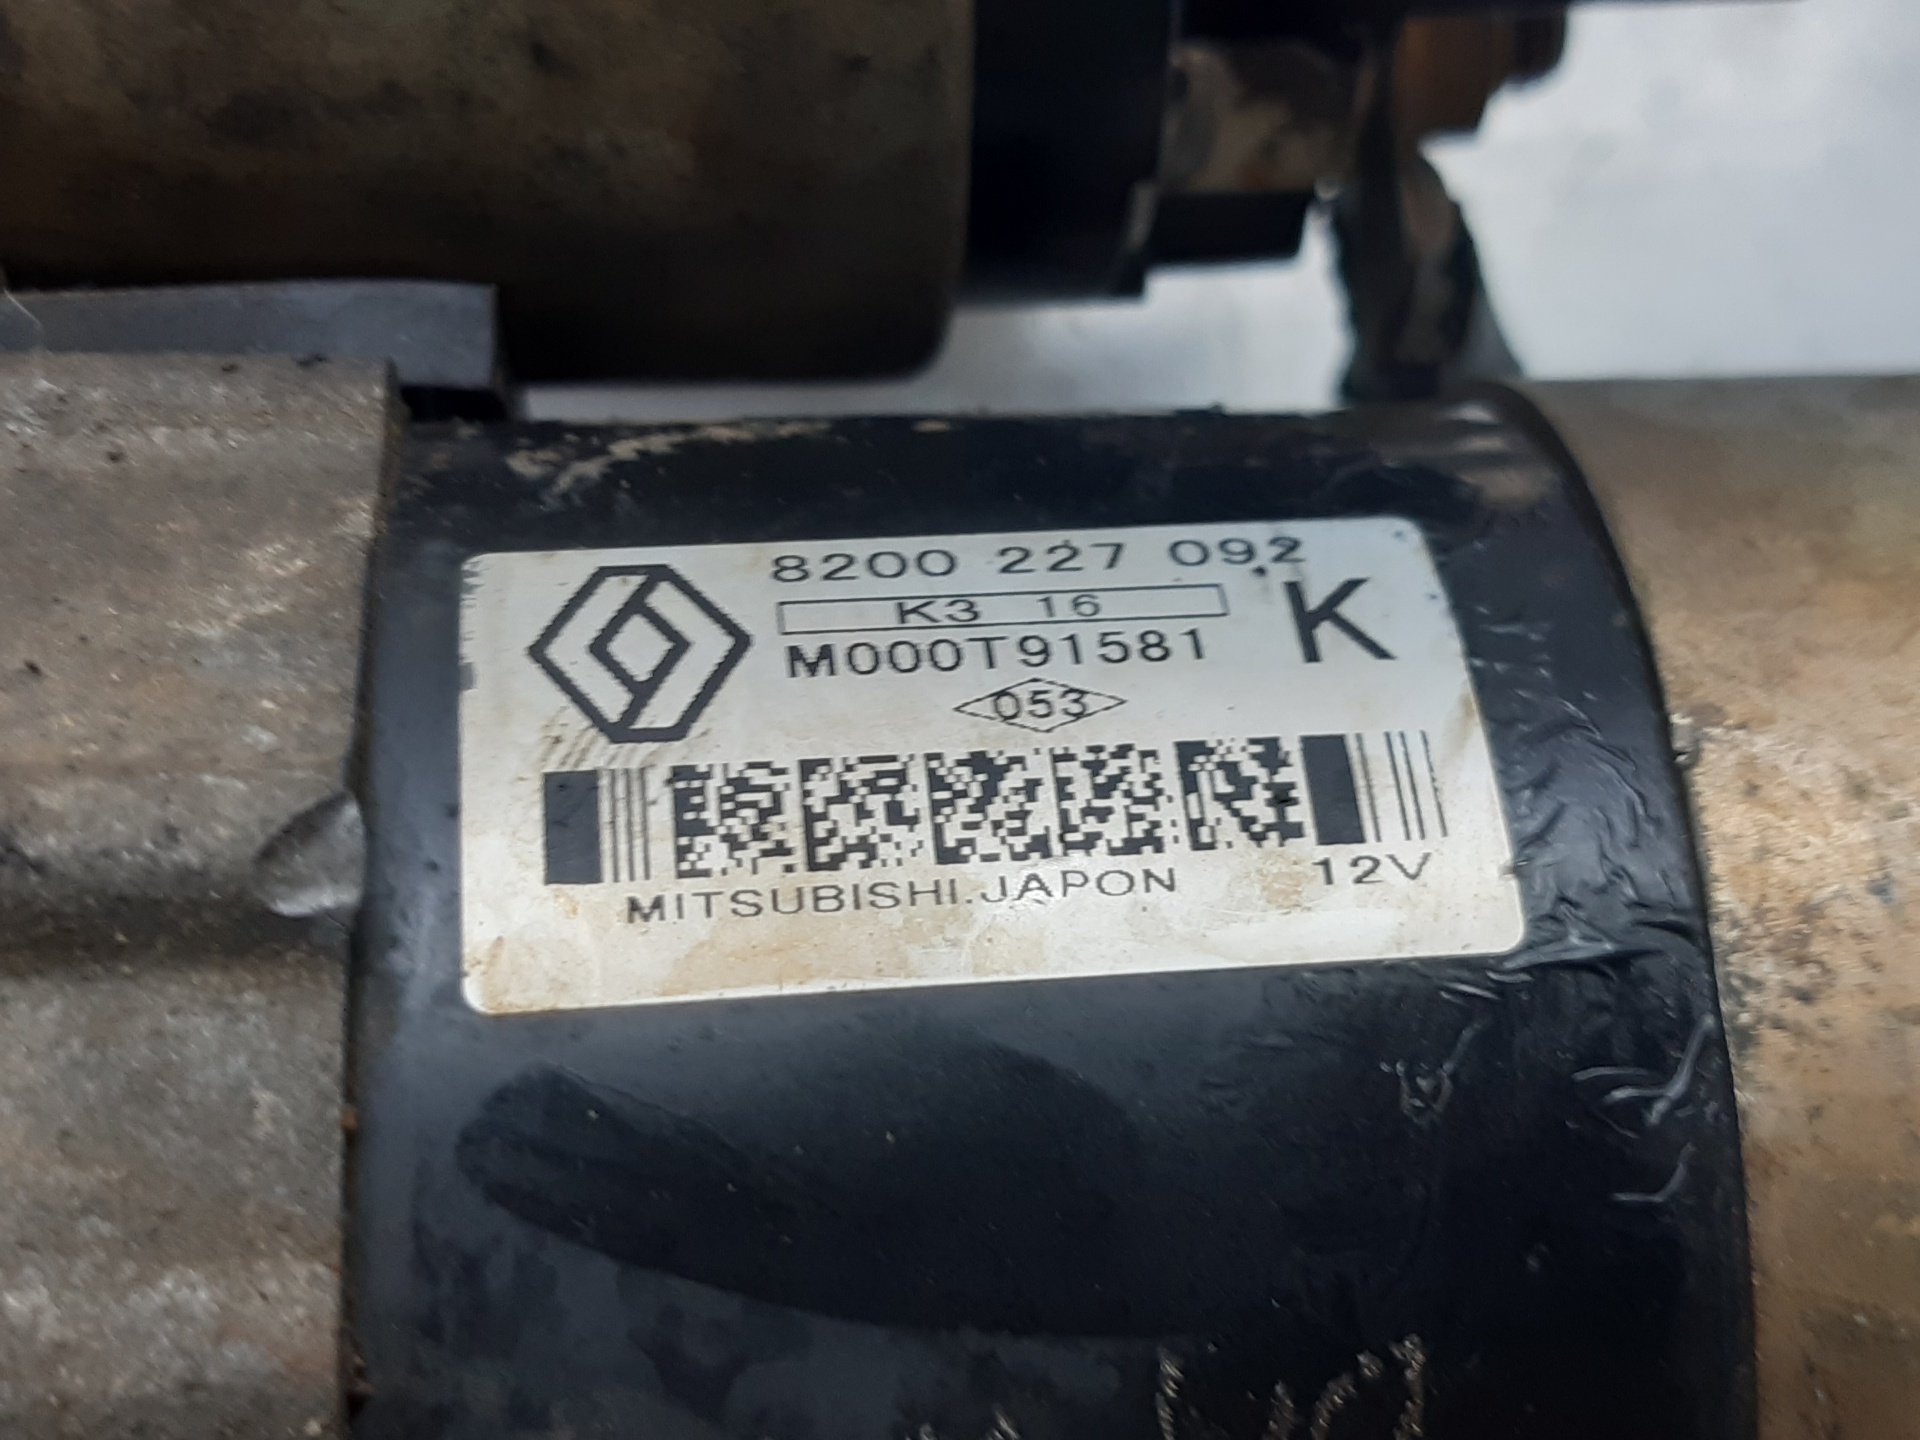 8200 227 092
K3 16
K
M000T91581
053
MITSUBISHI.JAPON 12V